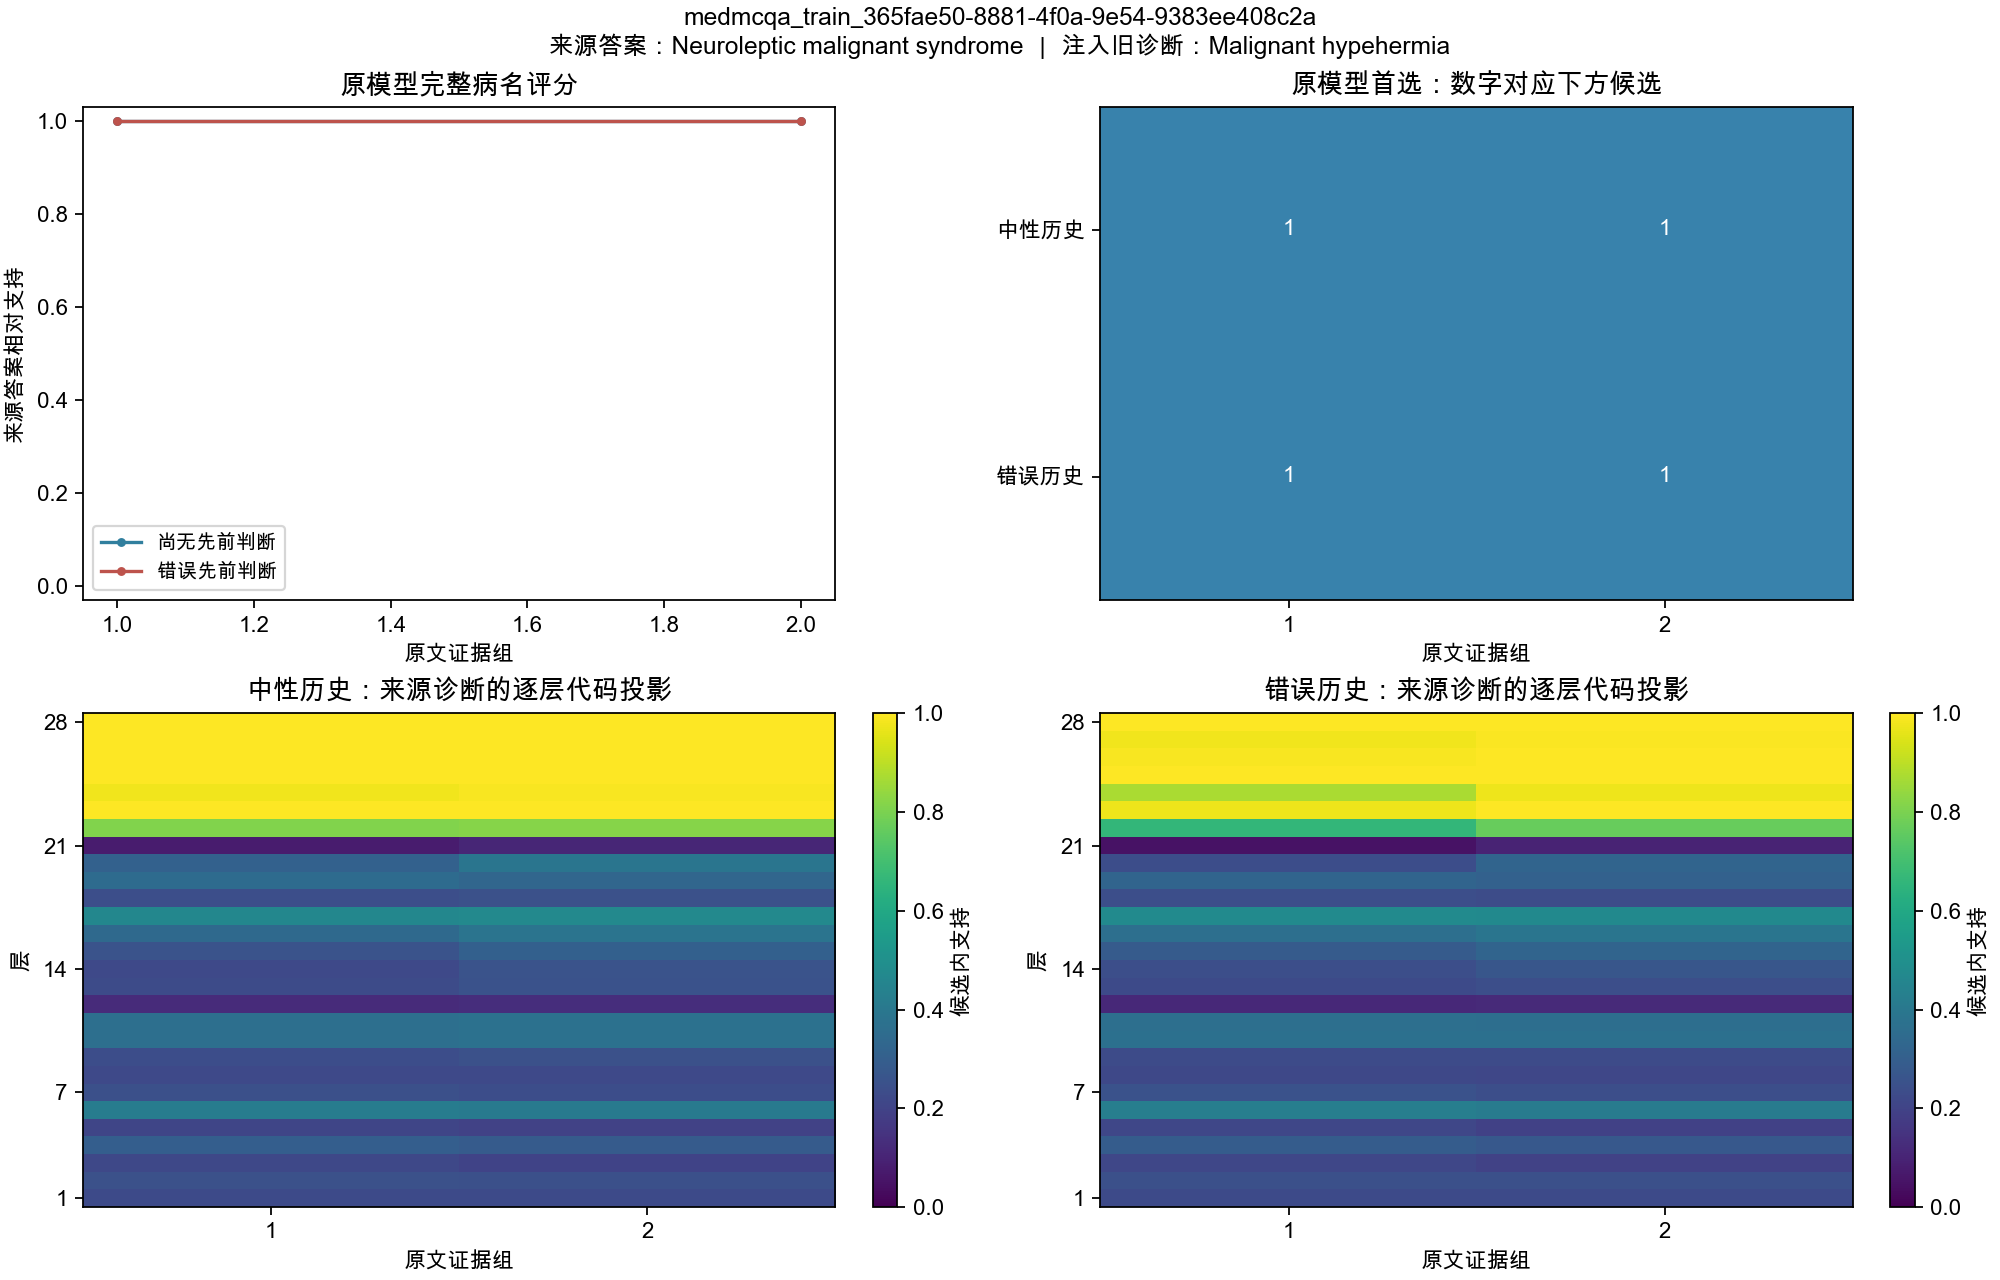 medmcqa_train_365fae50-8881-4f0a-9e54-9383ee408c2a
来源答案：Neuroleptic malignant syndrome | 注入旧诊断：Malignant hypehermia
原模型完整病名评分
来源答案相对支持
1.0
0.8
0.6
0.4
0.2
0.0
尚无先前判断
错误先前判断
1.0 1.2 1.4 1.6 1.8 2.0
原文证据组
原模型首选：数字对应下方候选
中性历史
1 1
错误历史
1 1
1 2
原文证据组
中性历史：来源诊断的逐层代码投影
层
28
21
14
7
1
1 2
原文证据组
1.0
0.8
0.6
0.4
0.2
0.0
候选内支持
错误历史：来源诊断的逐层代码投影
层
28
21
14
7
1
1 2
原文证据组
1.0
0.8
0.6
0.4
0.2
0.0
候选内支持